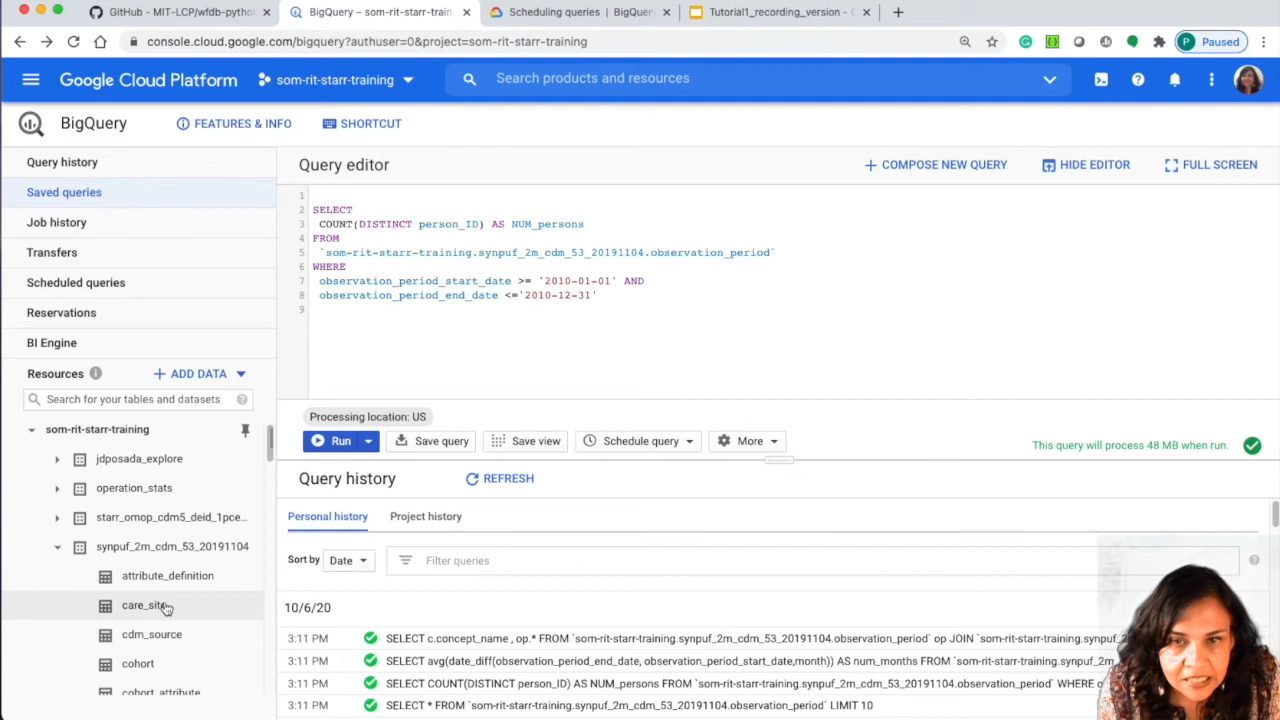 GitHub - MIT-LCP/wfdb-pytho
BigQuery – som-rit-starr-train
Scheduling queries | BigQuery
Tutorial1_recording_version - G
console.cloud.google.com/bigquery?authuser=0&project=som-rit-starr-training
P Paused
Google Cloud Platform
som-rit-starr-training
Search products and resources
BigQuery
FEATURES & INFO
SHORTCUT
Query history
Saved queries
Job history
Transfers
Scheduled queries
Reservations
BI Engine
Resources
ADD DATA
Search for your tables and datasets
som-rit-starr-training
jdposada_explore
operation_stats
starr_omop_cdm5_deid_1pce...
synpuf_2m_cdm_53_20191104
attribute_definition
care_site
cdm_source
cohort
cohort_attribute
Query editor
COMPOSE NEW QUERY
HIDE EDITOR
FULL SCREEN
1
2 SELECT
3 COUNT(DISTINCT person_ID) AS NUM_persons
4 FROM
5 `som-rit-starr-training.synpuf_2m_cdm_53_20191104.observation_period`
6 WHERE
7 observation_period_start_date >= '2010-01-01' AND
8 observation_period_end_date <='2010-12-31'
9
Processing location: US
Run
Save query
Save view
Schedule query
More
This query will process 48 MB when run.
Query history
REFRESH
Personal history
Project history
Sort by
Date
Filter queries
10/6/20
3:11 PM SELECT c.concept_name , op.* FROM `som-rit-starr-training.synpuf_2m_cdm_53_20191104.observation_period` op JOIN `som-rit-starr-training.synpuf_2
3:11 PM SELECT avg(date_diff(observation_period_end_date, observation_period_start_date,month)) AS num_months FROM `som-rit-starr-training.synpuf_2m_
3:11 PM SELECT COUNT(DISTINCT person_ID) AS NUM_persons FROM `som-rit-starr-training.synpuf_2m_cdm_53_20191104.observation_period` WHERE o
3:11 PM SELECT * FROM `som-rit-starr-training.synpuf_2m_cdm_53_20191104.observation_period` LIMIT 10